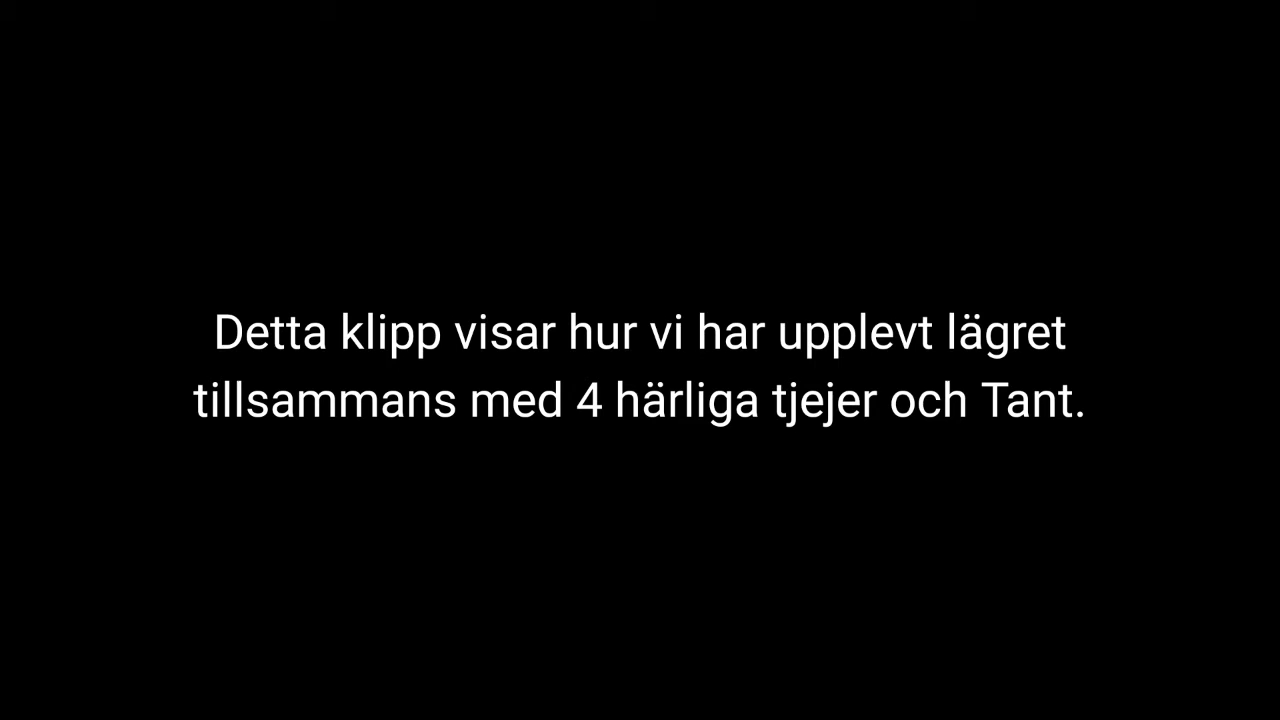 Detta klipp visar hur vi har upplevt lägret
tillsammans med 4 härliga tjejer och Tant.